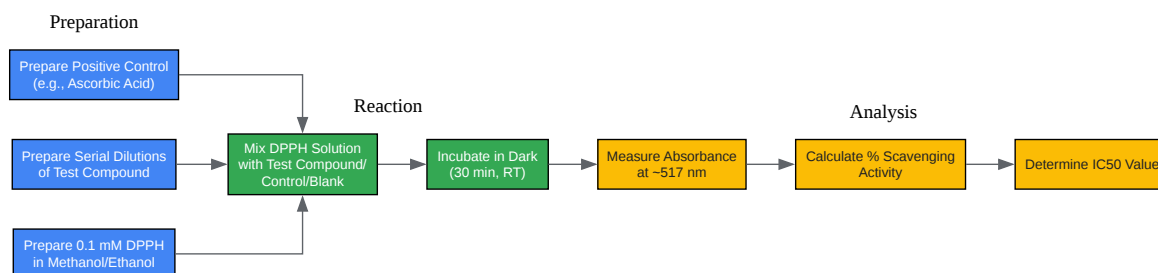 Preparation
Prepare Positive Control
(e.g., Ascorbic Acid)
Reaction
Analysis
Prepare Serial Dilutions
of Test Compound
Mix DPPH Solution
with Test Compound/
Control/Blank
Incubate in Dark
(30 min, RT)
Measure Absorbance
at ~517 nm
Calculate % Scavenging
Activity
Determine IC50 Value
Prepare 0.1 mM DPPH
in Methanol/Ethanol